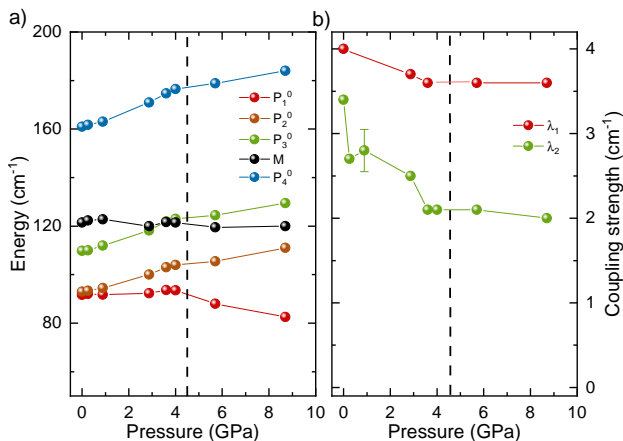 a)
b)
200
160
120
80
Energy (cm⁻¹)
P₁⁰
P₂⁰
P₃⁰
M
P₄⁰
0 2 4 6 8 10
Pressure (GPa)
λ₁
λ₂
4
3
2
1
0
Coupling strength (cm⁻¹)
0 2 4 6 8 10
Pressure (GPa)